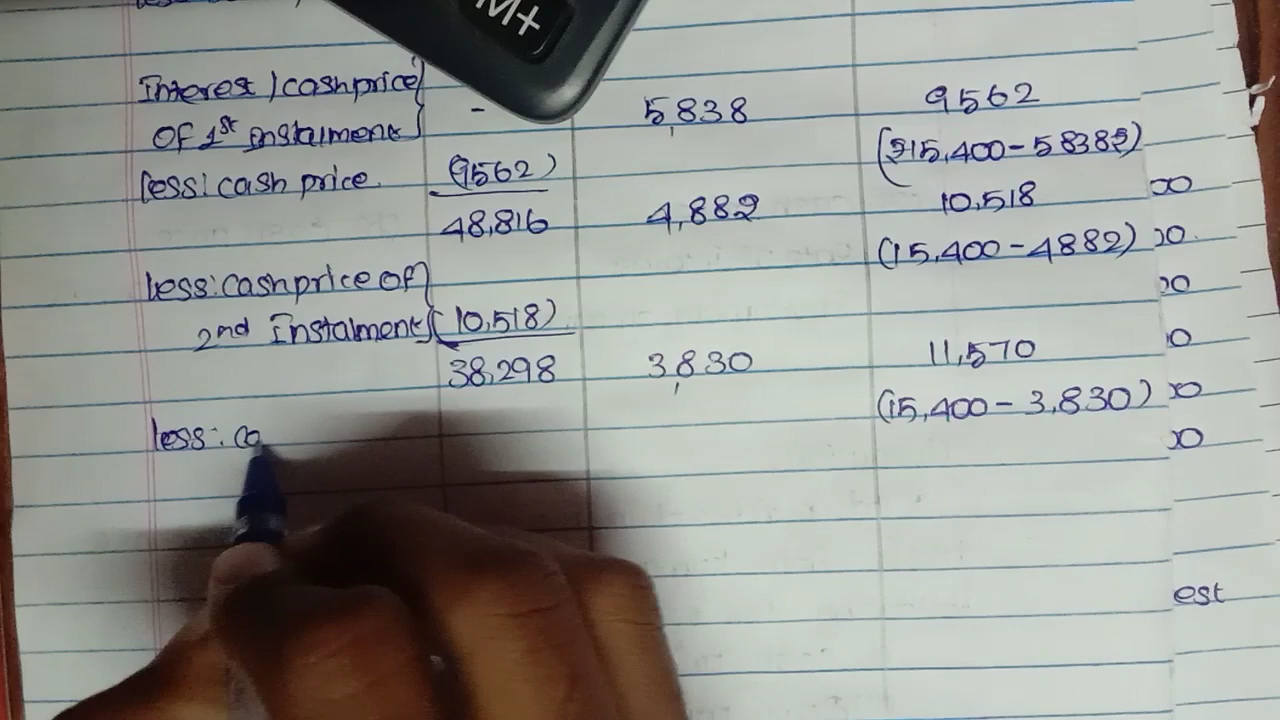 M+
Interest / cash price
Of 1st instalment - 5838 9562
(15,400-5838)
less: cash price (9562)
48,816 4,882 10,518
(15,400-4882)
less: cash price Of
2nd Instalment (10,518)
38,298 3,830 11,570
(15,400-3,830)
less: ca
est